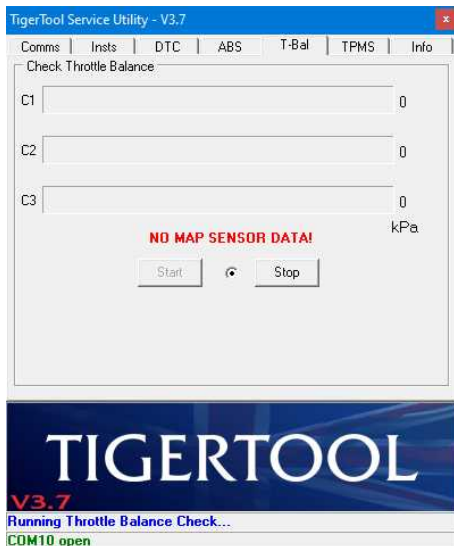 TigerTool Service Utility - V3.7
x
Comms Insts DTC ABS T-Bal TPMS Info
Check Throttle Balance
C1 0
C2 0
C3 0
kPa
NO MAP SENSOR DATA!
Start Stop
TIGERTOOL
V3.7
Running Throttle Balance Check...
COM10 open